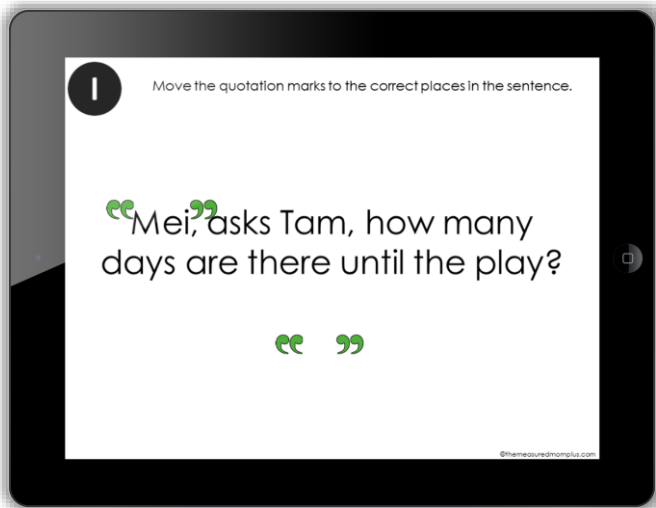 1
Move the quotation marks to the correct places in the sentence.
“Mei,” asks Tam, how many
days are there until the play?
“ ”
©themeasuredmomplus.com